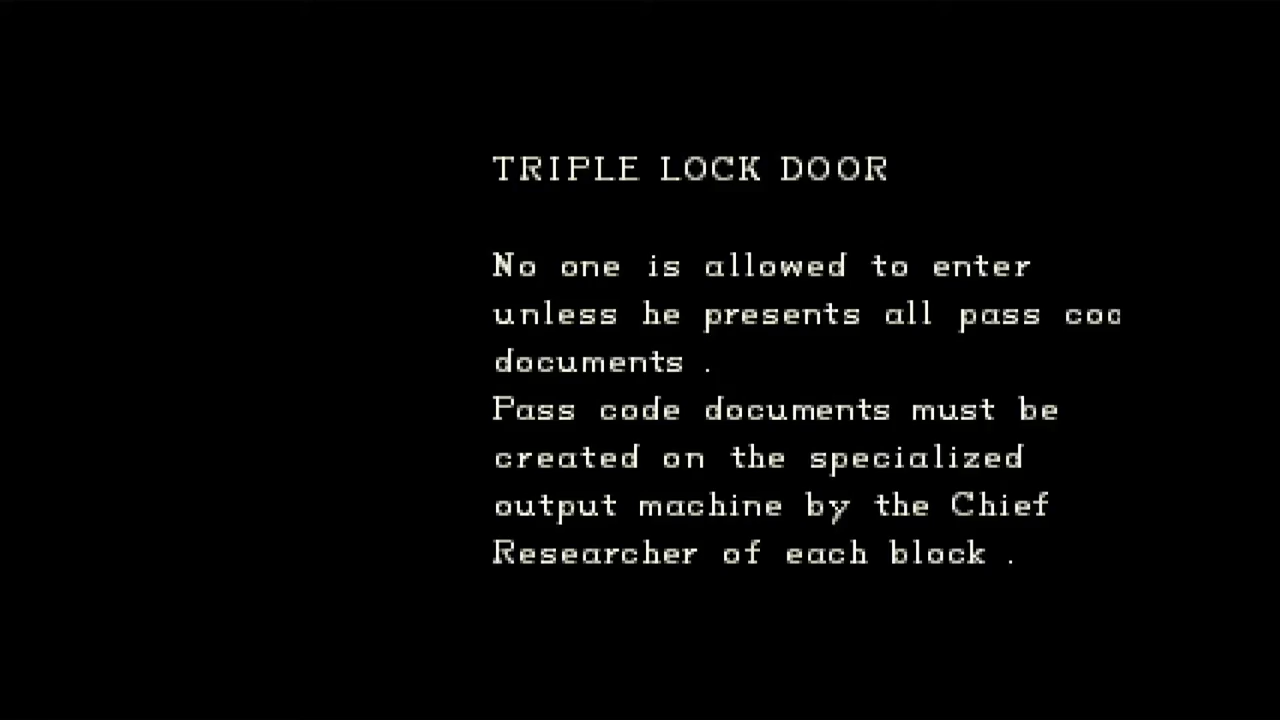 TRIPLE LOCK DOOR
No one is allowed to enter
unless he presents all pass
documents .
Pass code documents must be
created on the specialized
output machine by the Chief
Researcher of each block .